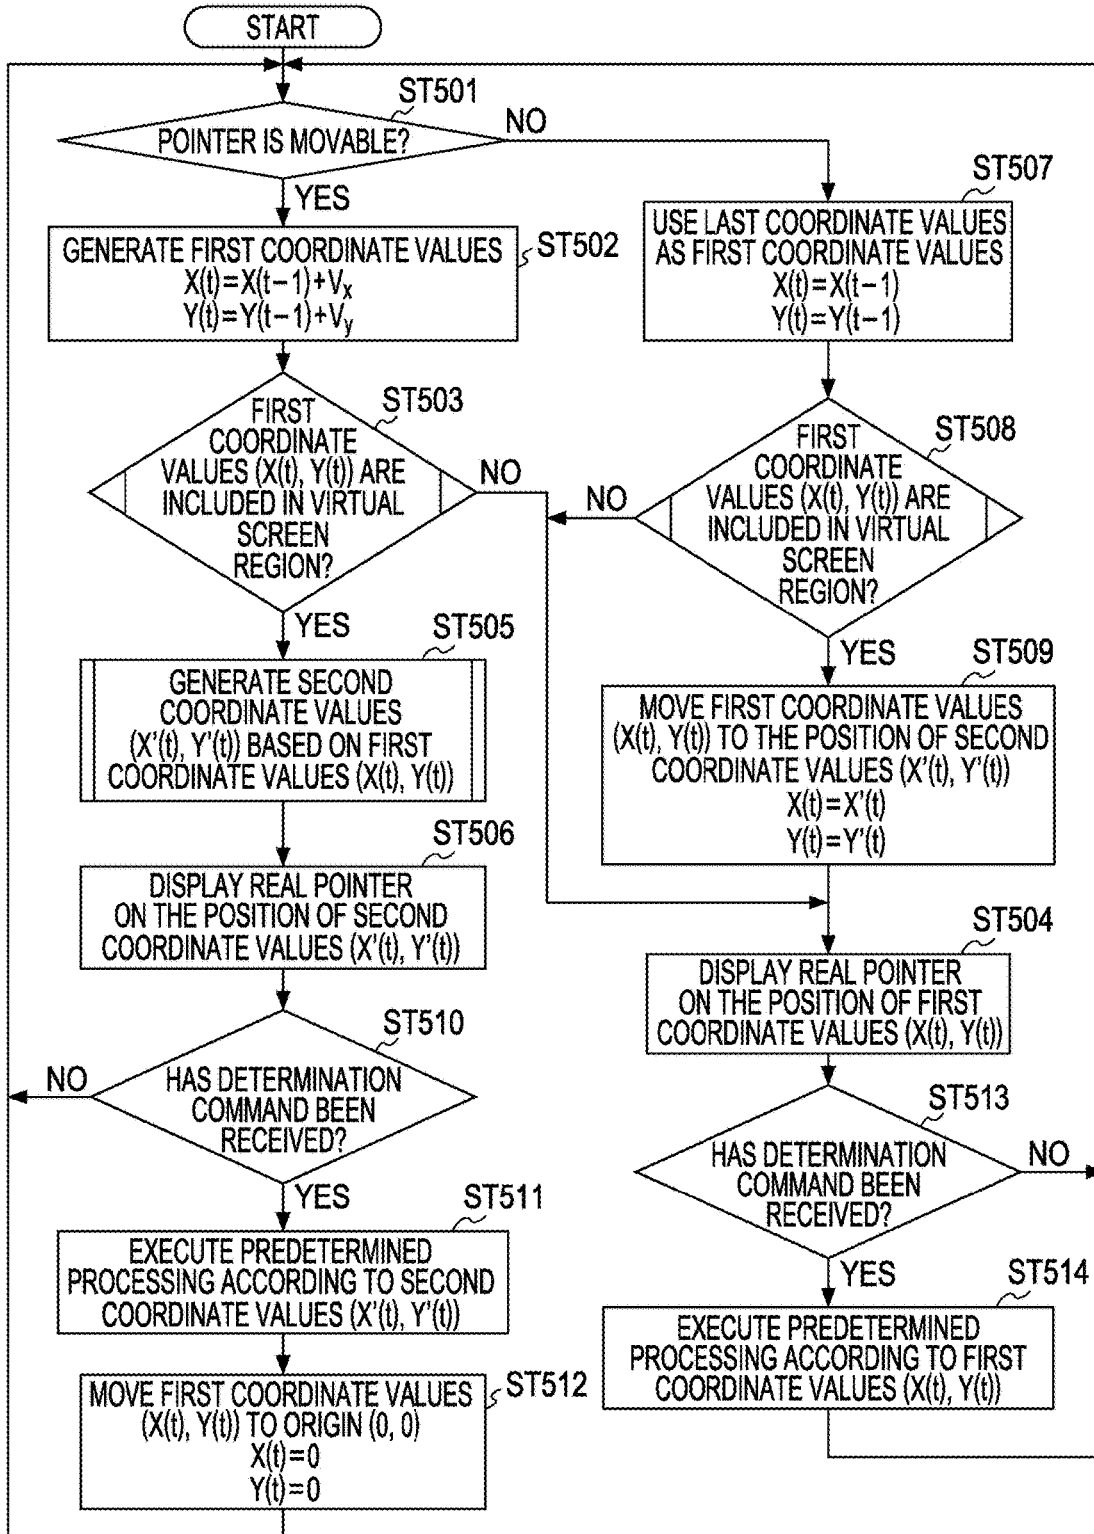 START
ST501
POINTER IS MOVABLE?
NO
YES
ST502
GENERATE FIRST COORDINATE VALUES
X(t)=X(t−1)+Vx
Y(t)=Y(t−1)+Vy
ST503
FIRST
COORDINATE
VALUES (X(t), Y(t)) ARE
INCLUDED IN VIRTUAL
SCREEN
REGION?
NO
YES
ST505
GENERATE SECOND
COORDINATE VALUES
(X'(t), Y'(t)) BASED ON FIRST
COORDINATE VALUES (X(t), Y(t))
ST506
DISPLAY REAL POINTER
ON THE POSITION OF SECOND
COORDINATE VALUES (X'(t), Y'(t))
ST510
NO
HAS DETERMINATION
COMMAND BEEN
RECEIVED?
YES
ST511
EXECUTE PREDETERMINED
PROCESSING ACCORDING TO SECOND
COORDINATE VALUES (X'(t), Y'(t))
ST512
MOVE FIRST COORDINATE VALUES
(X(t), Y(t)) TO ORIGIN (0, 0)
X(t)=0
Y(t)=0
ST507
USE LAST COORDINATE VALUES
AS FIRST COORDINATE VALUES
X(t)=X(t−1)
Y(t)=Y(t−1)
ST508
FIRST
COORDINATE
VALUES (X(t), Y(t)) ARE
INCLUDED IN VIRTUAL
SCREEN
REGION?
NO
YES
ST509
MOVE FIRST COORDINATE VALUES
(X(t), Y(t)) TO THE POSITION OF SECOND
COORDINATE VALUES (X'(t), Y'(t))
X(t)=X'(t)
Y(t)=Y'(t)
ST504
DISPLAY REAL POINTER
ON THE POSITION OF FIRST
COORDINATE VALUES (X(t), Y(t))
ST513
HAS DETERMINATION
COMMAND BEEN
RECEIVED?
NO
YES
ST514
EXECUTE PREDETERMINED
PROCESSING ACCORDING TO FIRST
COORDINATE VALUES (X(t), Y(t))